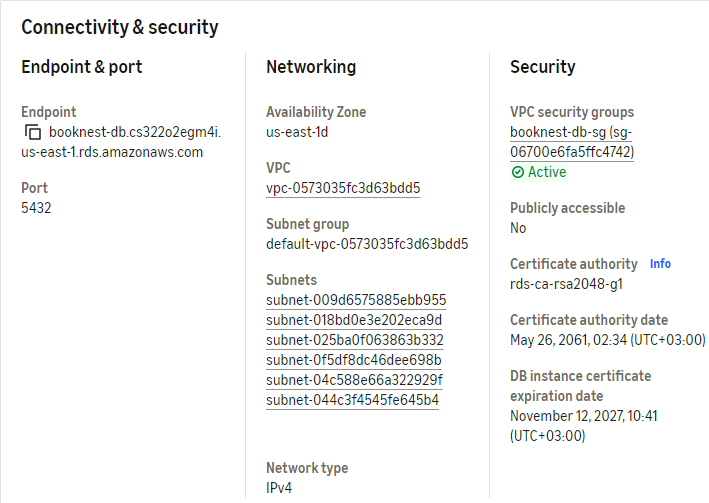 Connectivity & security
Endpoint & port
Endpoint
booknest-db.cs322o2egm4i.
us-east-1.rds.amazonaws.com
Port
5432
Networking
Availability Zone
us-east-1d
VPC
vpc-0573035fc3d63bdd5
Subnet group
default-vpc-0573035fc3d63bdd5
Subnets
subnet-009d6575885ebb955
subnet-018bd0e3e202eca9d
subnet-025ba0f063863b332
subnet-0f5df8dc46dee698b
subnet-04c588e66a322929f
subnet-044c3f4545fe645b4
Network type
IPv4
Security
VPC security groups
booknest-db-sg (sg-
06700e6fa5ffc4742)
Active
Publicly accessible
No
Certificate authority Info
rds-ca-rsa2048-g1
Certificate authority date
May 26, 2061, 02:34 (UTC+03:00)
DB instance certificate
expiration date
November 12, 2027, 10:41
(UTC+03:00)